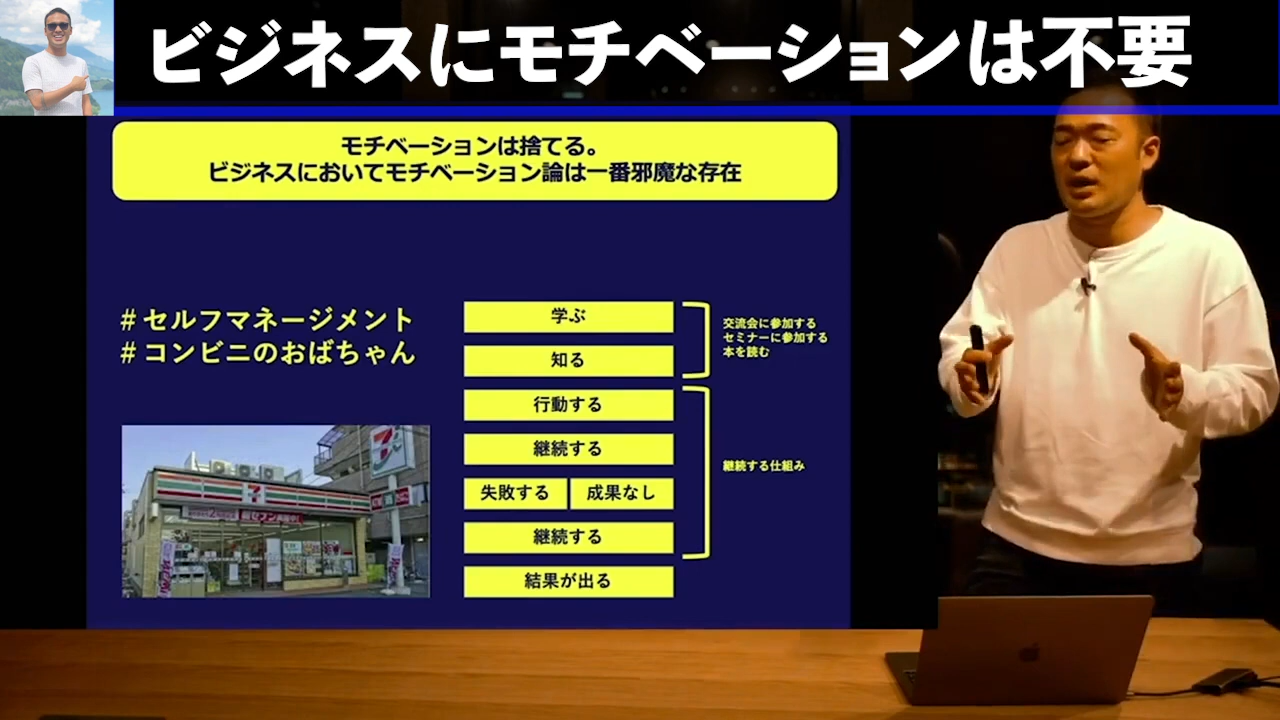 ビジネスにモチベーションは不要
モチベーションは捨てる。
ビジネスにおいてモチベーション論は一番邪魔な存在
#セルフマネージメント
#コンビニのおばちゃん
学ぶ
知る
行動する
継続する
失敗する
成果なし
継続する
結果が出る
交流会に参加する
セミナーに参加する
本を読む
継続する仕組み
7
7